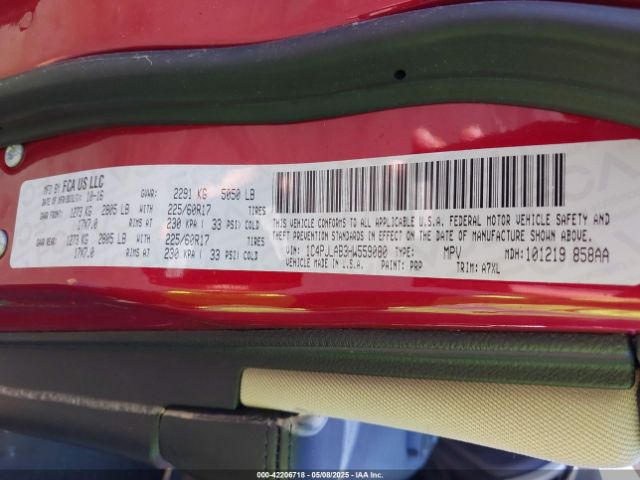 MFD BY: FCA US LLC
DATE OF MFR: 10-16 GVWR: 2291 KG 5050 LB
GAWR FRONT: 1273 KG 2805 LB WITH 225/60R17 TIRES
17X7.0 RIMS AT 230 KPA ( 33 PSI) COLD
GAWR REAR: 1273 KG 2805 LB WITH 225/60R17 TIRES
17X7.0 RIMS AT 230 KPA ( 33 PSI) COLD
THIS VEHICLE CONFORMS TO ALL APPLICABLE U.S.A. FEDERAL MOTOR VEHICLE SAFETY AND
THEFT PREVENTION STANDARDS IN EFFECT ON THE DATE OF MANUFACTURE SHOWN ABOVE.
VIN: TYPE: MPV MDH: 101219 858AA
VEHICLE MADE IN U.S.A. PAINT: PRP TRIM: A7XL
000-42206718 - 05/08/2025 - IAAI.com